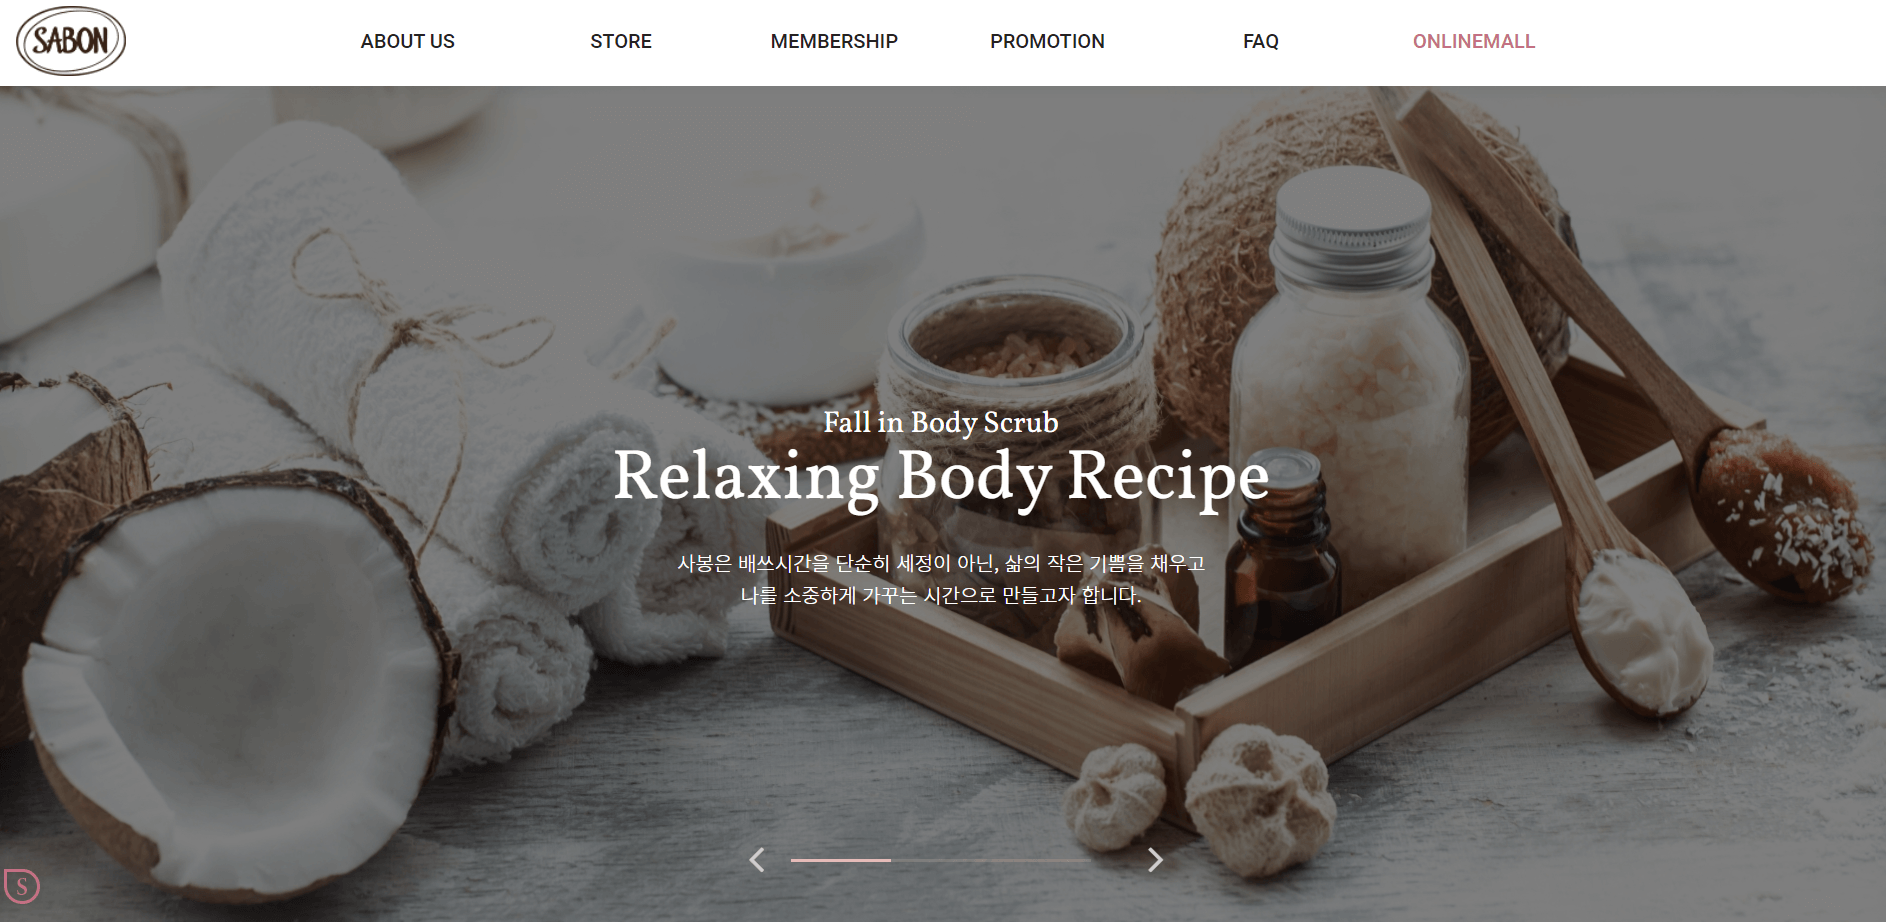 SABON
ABOUT US
STORE
MEMBERSHIP
PROMOTION
FAQ
ONLINEMALL
Fall in Body Scrub
Relaxing Body Recipe
사봉은 배쓰시간을 단순히 세정이 아닌, 삶의 작은 기쁨을 채우고
나를 소중하게 가꾸는 시간으로 만들고자 합니다.
S